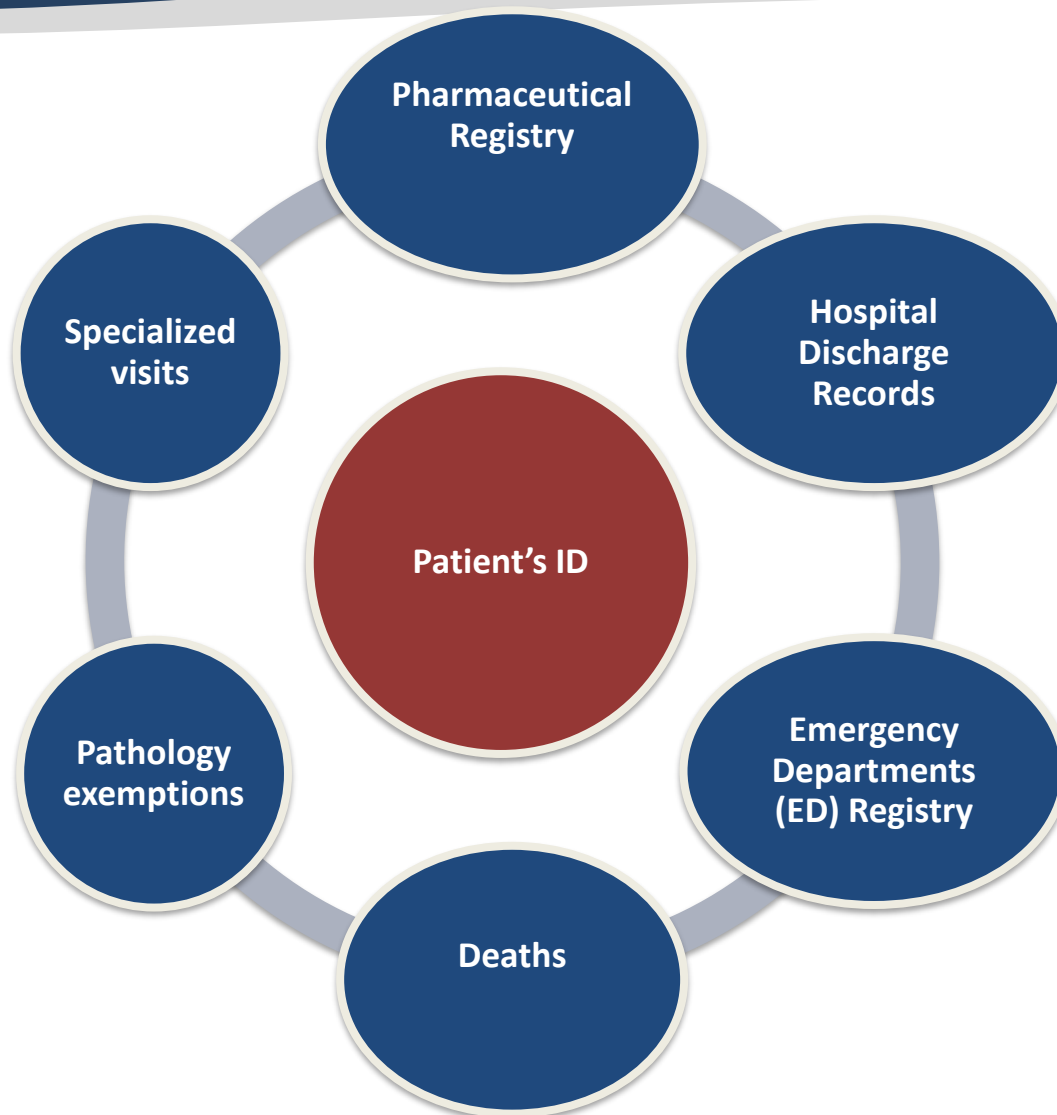 Pharmaceutical
Registry
Specialized
visits
Hospital
Discharge
Records
Patient’s ID
Pathology
exemptions
Emergency
Departments
(ED) Registry
Deaths